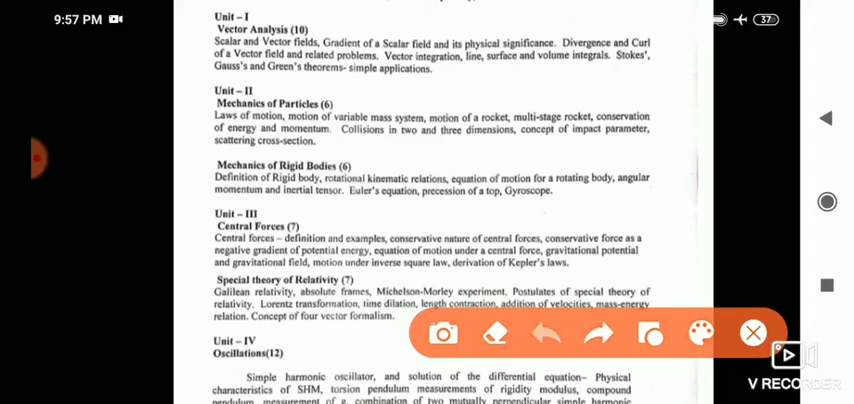 9:57 PM
37
Unit – I
Vector Analysis (10)
Scalar and Vector fields, Gradient of a Scalar field and its physical significance. Divergence and Curl
of a Vector field and related problems. Vector integration, line, surface and volume integrals. Stokes',
Gauss's and Green's theorems- simple applications.
Unit – II
Mechanics of Particles (6)
Laws of motion, motion of variable mass system, motion of a rocket, multi-stage rocket, conservation
of energy and momentum. Collisions in two and three dimensions, concept of impact parameter,
scattering cross-section.
Mechanics of Rigid Bodies (6)
Definition of Rigid body, rotational kinematic relations, equation of motion for a rotating body, angular
momentum and inertial tensor. Euler's equation, precession of a top, Gyroscope.
Unit – III
Central Forces (7)
Central forces – definition and examples, conservative nature of central forces, conservative force as a
negative gradient of potential energy, equation of motion under a central force, gravitational potential
and gravitational field, motion under inverse square law, derivation of Kepler's laws.
Special theory of Relativity (7)
Galilean relativity, absolute frames, Michelson-Morley experiment. Postulates of special theory of
relativity. Lorentz transformation, time dilation, length contraction, addition of velocities, mass-energy
relation. Concept of four vector formalism.
Unit – IV
Oscillations(12)
Simple harmonic oscillator, and solution of the differential equation– Physical
characteristics of SHM, torsion pendulum measurements of rigidity modulus, compound
pendulum, measurement of g, combination of two mutually perpendicular simple harmonic
V RECORDER